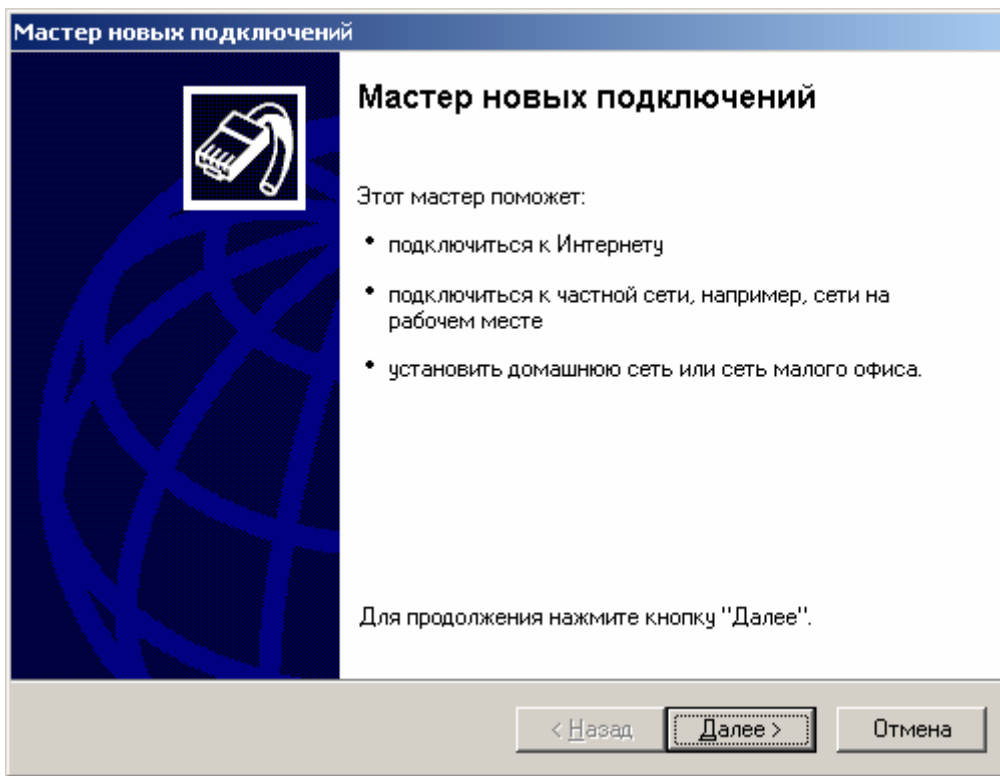 Мастер новых подключений
Мастер новых подключений
Этот мастер поможет:
• подключиться к Интернету
• подключиться к частной сети, например, сети на
рабочем месте
• установить домашнюю сеть или сеть малого офиса.
Для продолжения нажмите кнопку "Далее".
< Назад Далее > Отмена